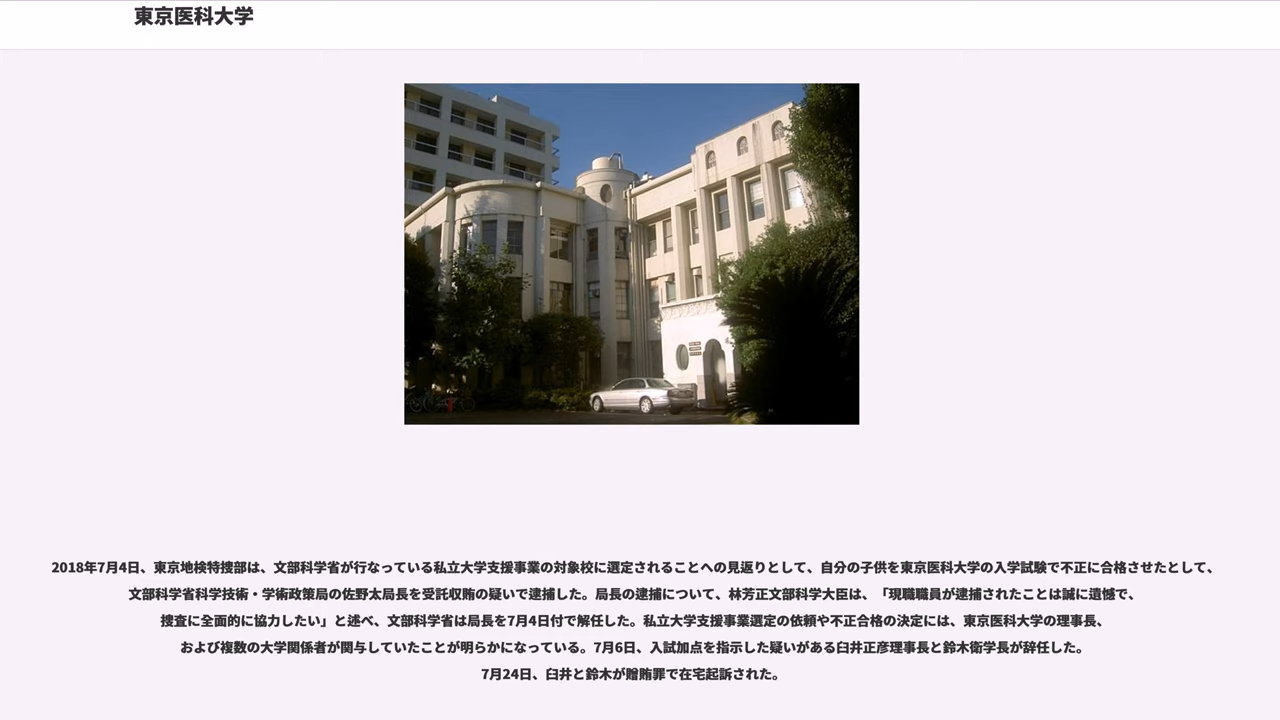 東京医科大学
2018年7月4日、東京地検特捜部は、文部科学省が行なっている私立大学支援事業の対象校に選定されることへの見返りとして、自分の子供を東京医科大学の入学試験で不正に合格させたとして、
文部科学省科学技術・学術政策局の佐野太局長を受託収賄の疑いで逮捕した。局長の逮捕について、林芳正文部科学大臣は、「現職職員が逮捕されたことは誠に遺憾で、
捜査に全面的に協力したい」と述べ、文部科学省は局長を7月4日付で解任した。私立大学支援事業選定の依頼や不正合格の決定には、東京医科大学の理事長、
および複数の大学関係者が関与していたことが明らかになっている。7月6日、入試加点を指示した疑いがある臼井正彦理事長と鈴木衛学長が辞任した。
7月24日、臼井と鈴木が贈賄罪で在宅起訴された。